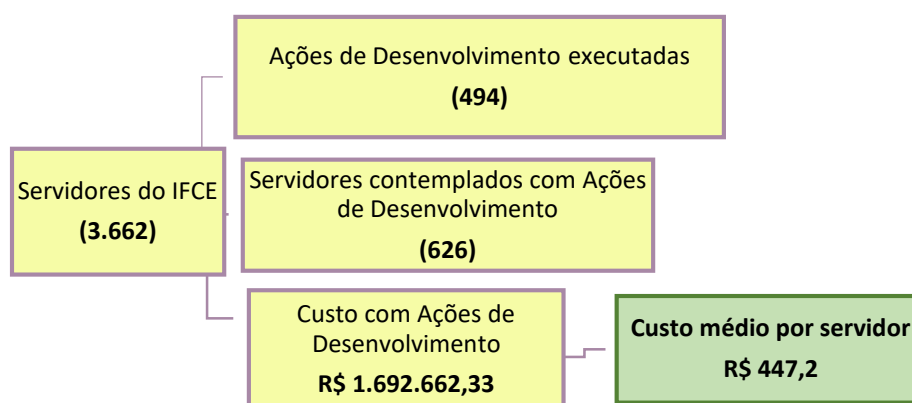 Ações de Desenvolvimento executadas
(494)
Servidores do IFCE
(3.662)
Servidores contemplados com Ações
de Desenvolvimento
(626)
Custo com Ações de
Desenvolvimento
R$ 1.692.662,33
Custo médio por servidor
R$ 447,2